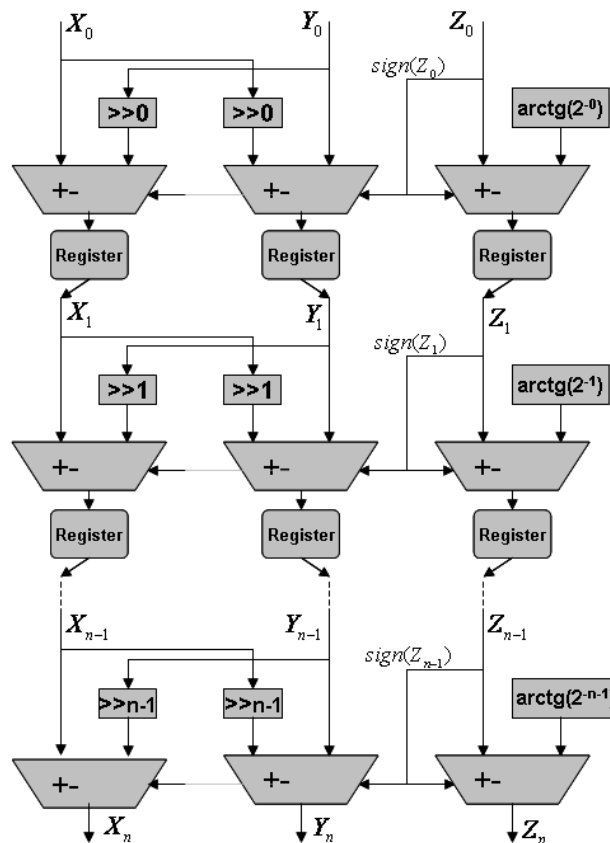 X₀ Y₀ Z₀
sign(Z₀)
>>0 >>0 arctg(2⁻⁰)
+- +- +-
Register Register Register
X₁ Y₁ Z₁
sign(Z₁)
>>1 >>1 arctg(2⁻¹)
+- +- +-
Register Register Register
Xₙ₋₁ Yₙ₋₁ Zₙ₋₁
sign(Zₙ₋₁)
>>n-1 >>n-1 arctg(2⁻ⁿ⁻¹)
+- +- +-
Xₙ Yₙ Zₙ